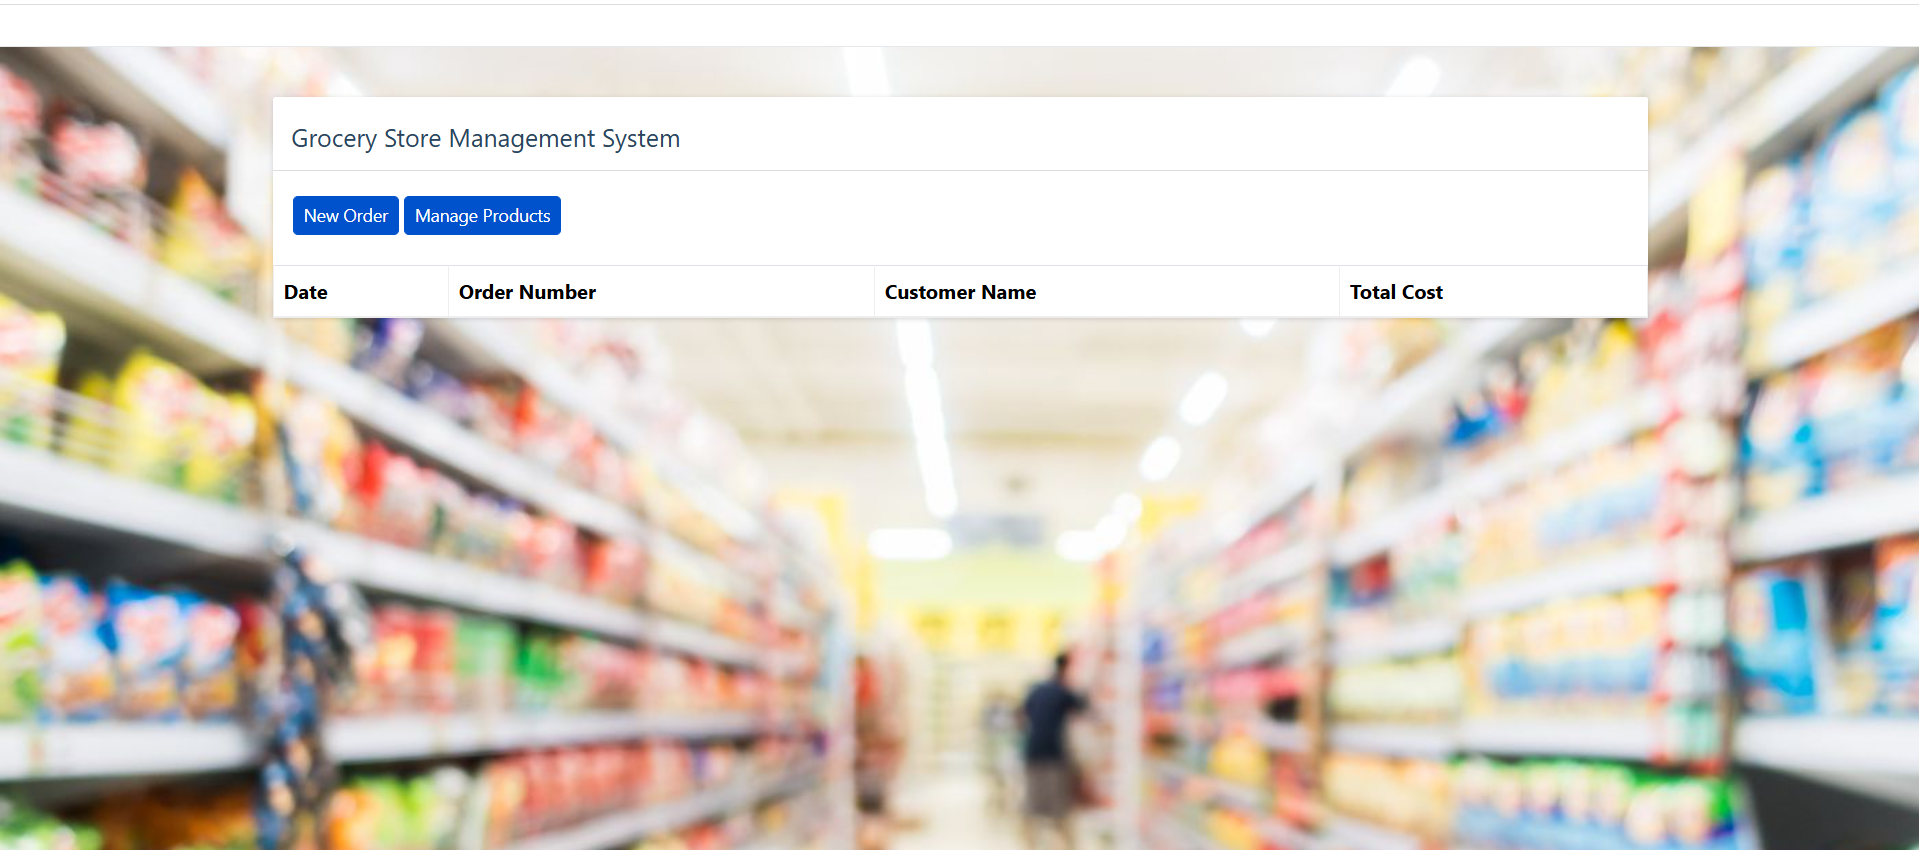 Grocery Store Management System
New Order Manage Products
Date Order Number Customer Name Total Cost